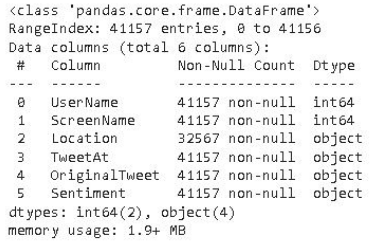 <class 'pandas.core.frame.DataFrame'>
RangeIndex: 41157 entries, 0 to 41156
Data columns (total 6 columns):
 #   Column         Non-Null Count  Dtype
---  ------         --------------  -----
 0   UserName       41157 non-null  int64
 1   ScreenName     41157 non-null  int64
 2   Location       32567 non-null  object
 3   TweetAt        41157 non-null  object
 4   OriginalTweet  41157 non-null  object
 5   Sentiment      41157 non-null  object
dtypes: int64(2), object(4)
memory usage: 1.9+ MB